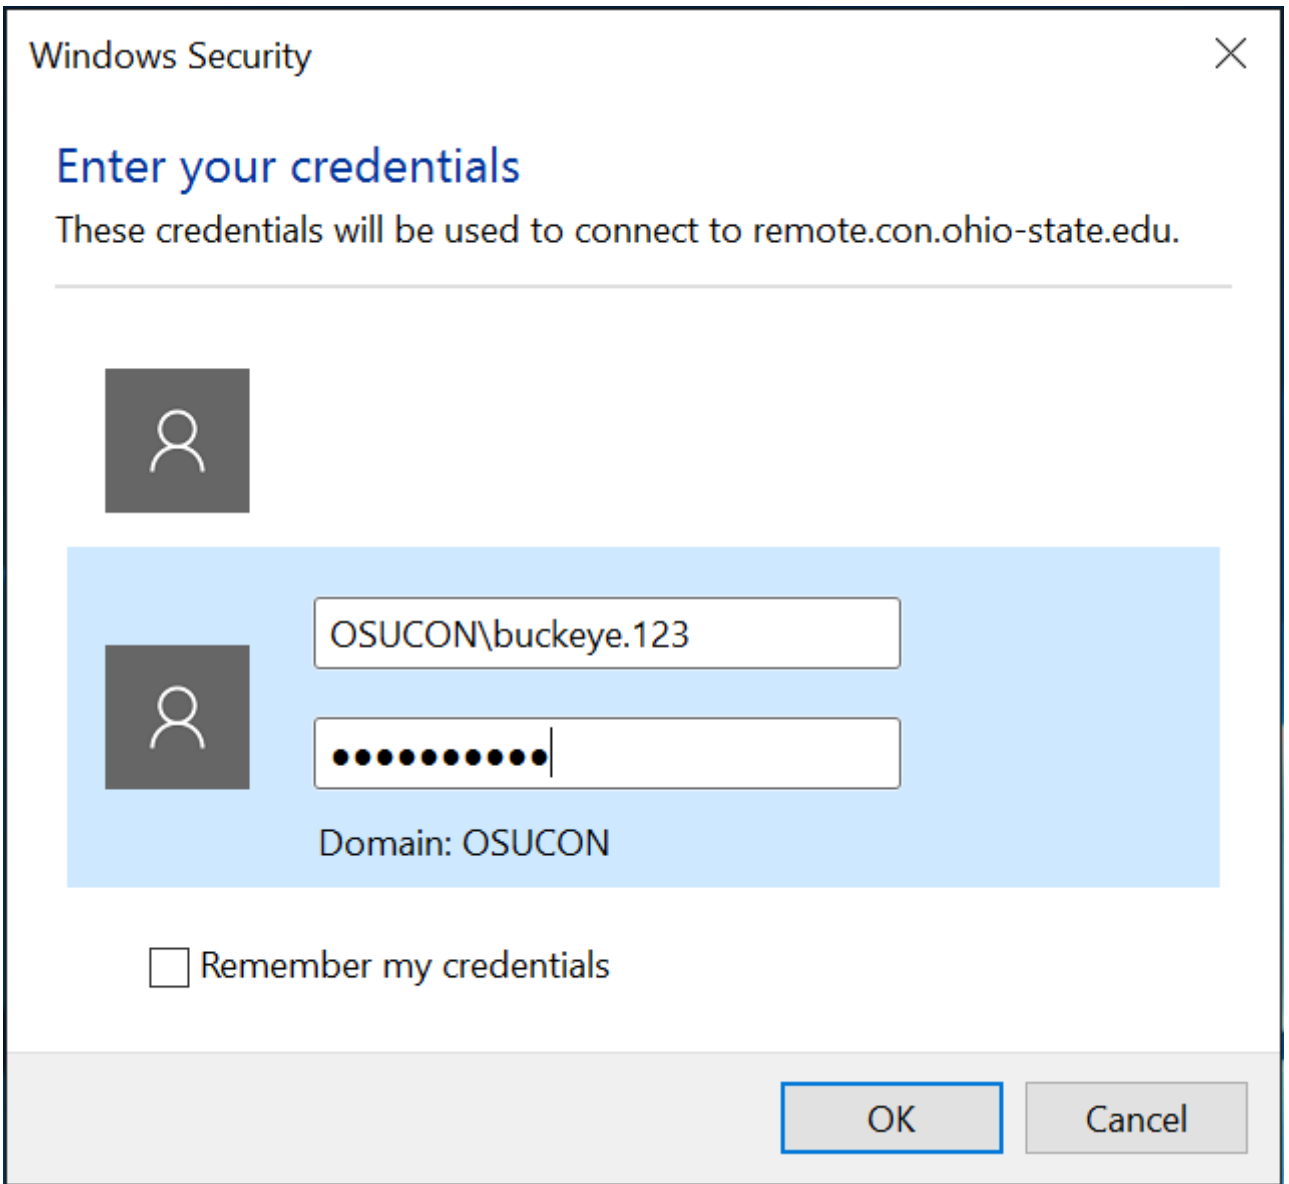 Windows Security
Enter your credentials
These credentials will be used to connect to remote.con.ohio-state.edu.
OSUCON\buckeye.123
●●●●●●●●●●
Domain: OSUCON
Remember my credentials
OK Cancel